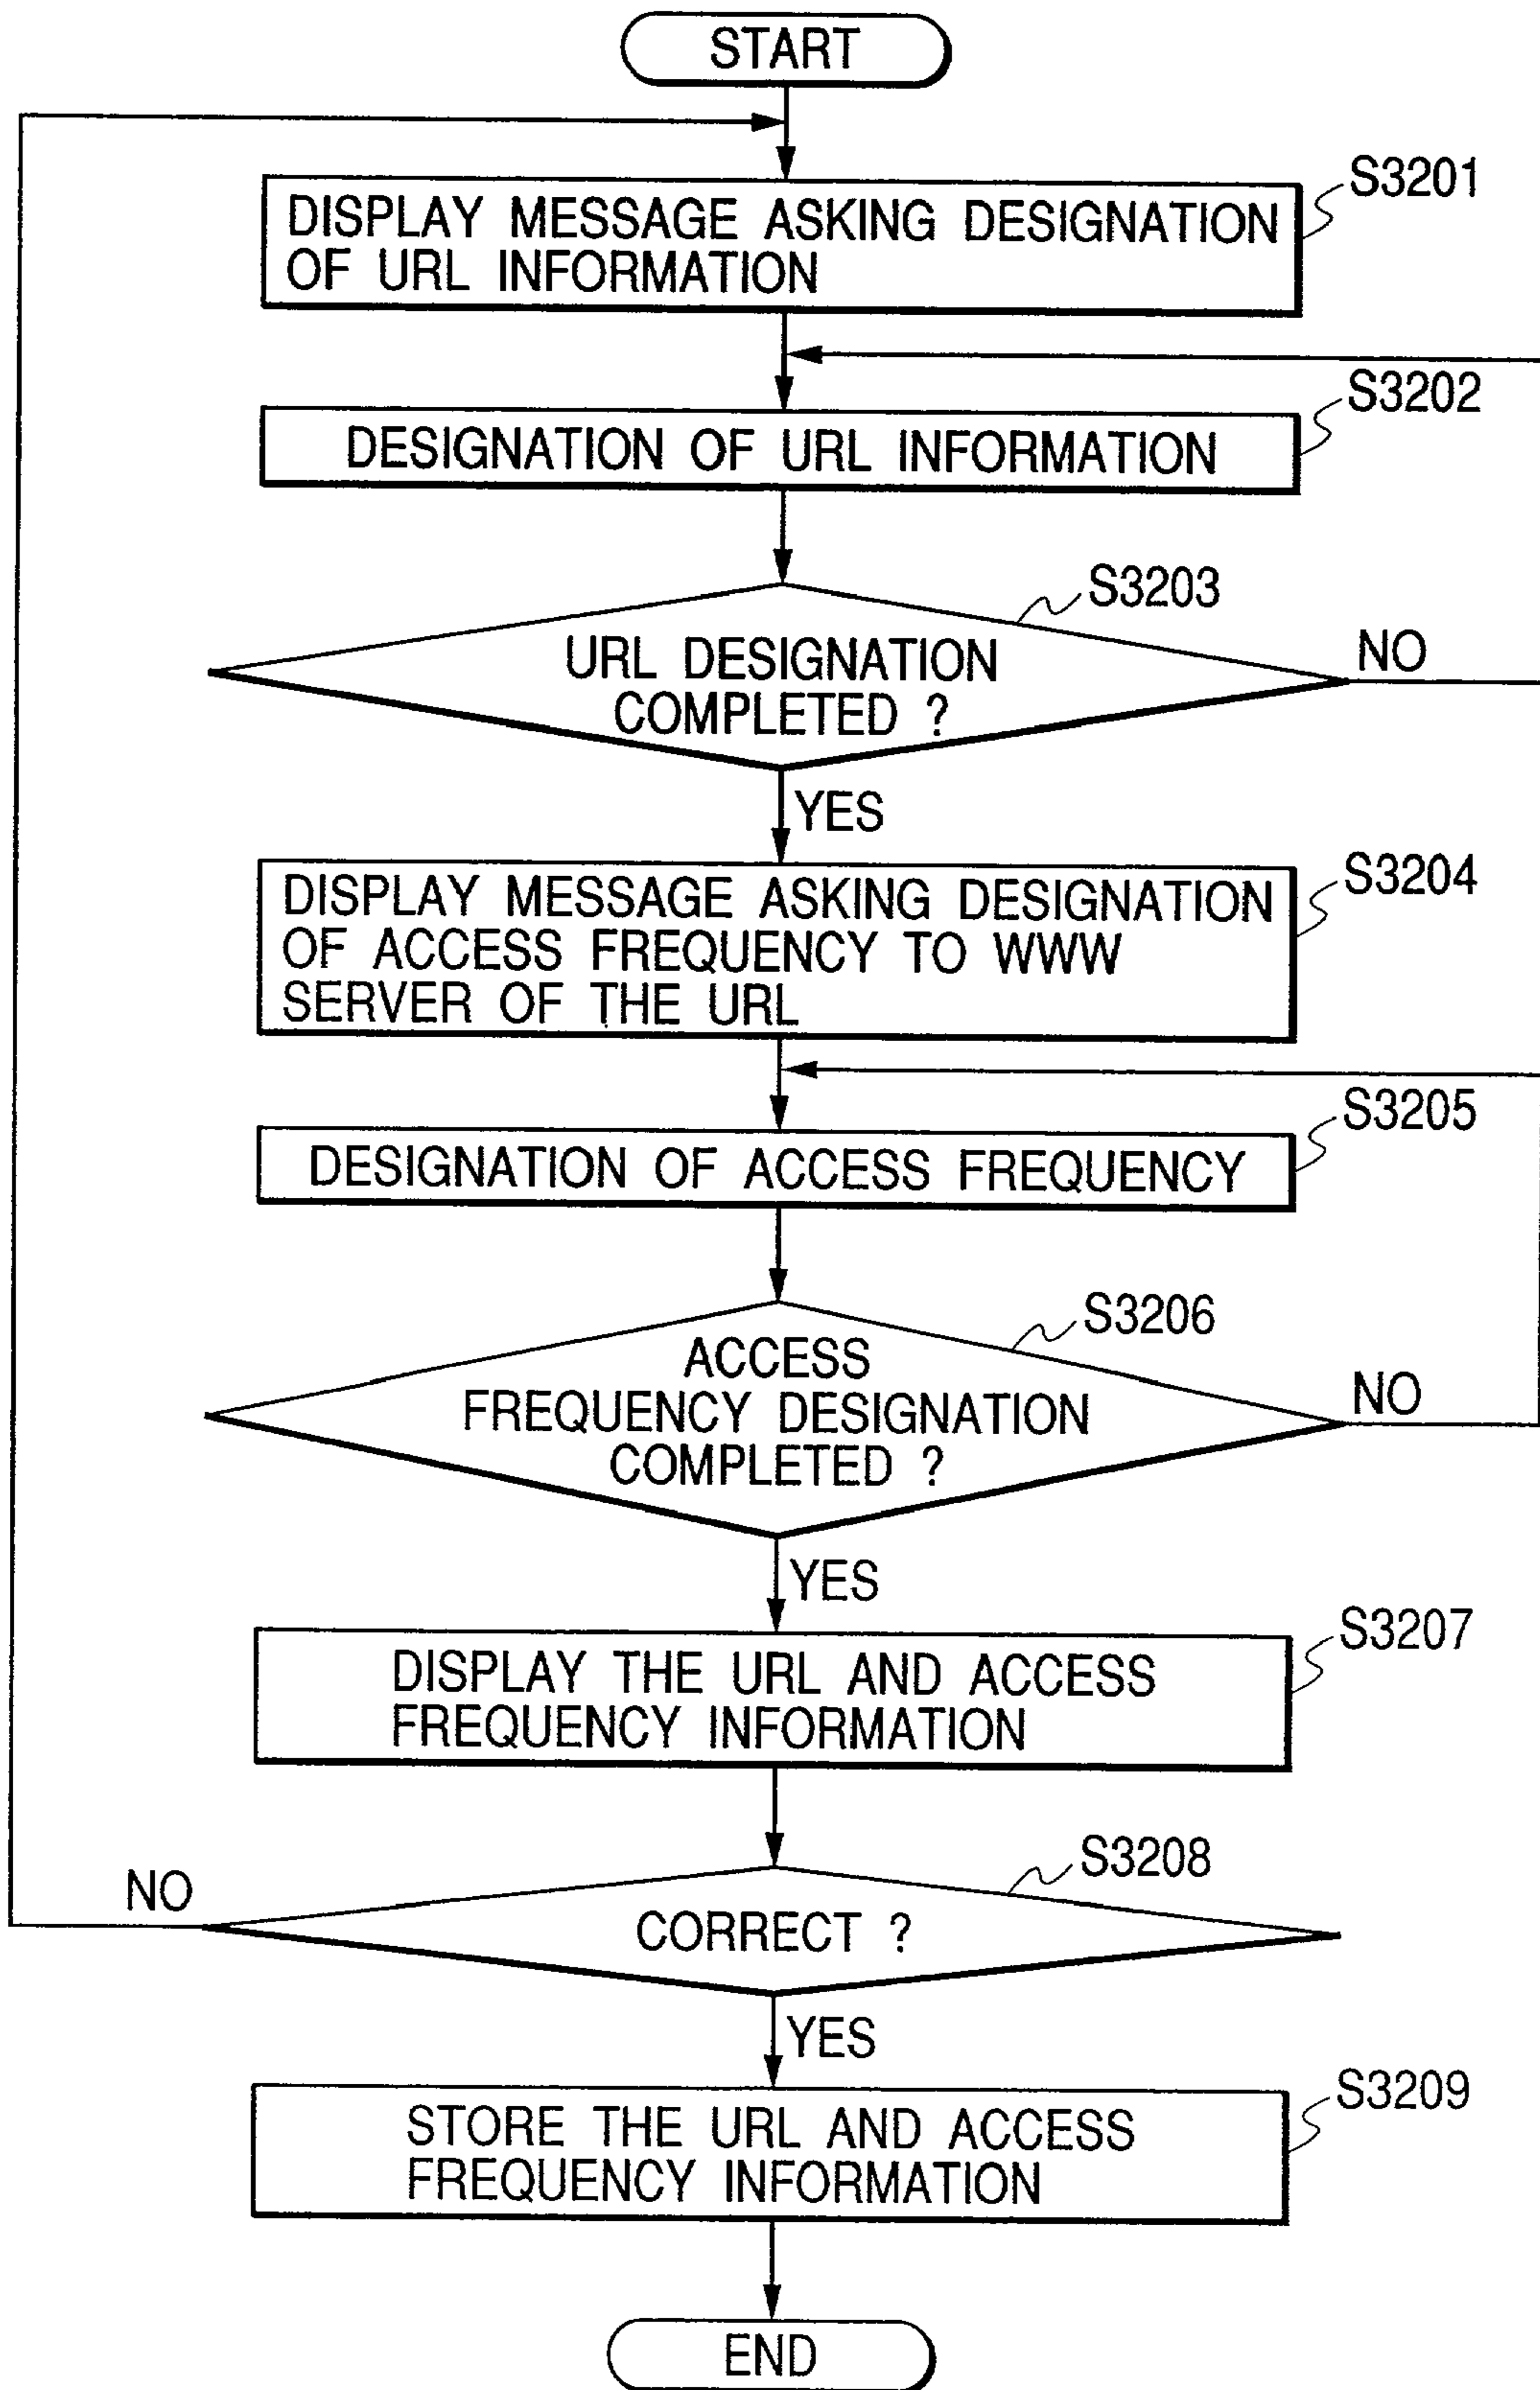 START
S3201
DISPLAY MESSAGE ASKING DESIGNATION
OF URL INFORMATION
S3202
DESIGNATION OF URL INFORMATION
S3203
URL DESIGNATION
COMPLETED ?
NO
YES
S3204
DISPLAY MESSAGE ASKING DESIGNATION
OF ACCESS FREQUENCY TO WWW
SERVER OF THE URL
S3205
DESIGNATION OF ACCESS FREQUENCY
S3206
ACCESS
FREQUENCY DESIGNATION
COMPLETED ?
NO
YES
S3207
DISPLAY THE URL AND ACCESS
FREQUENCY INFORMATION
S3208
NO
CORRECT ?
YES
S3209
STORE THE URL AND ACCESS
FREQUENCY INFORMATION
END